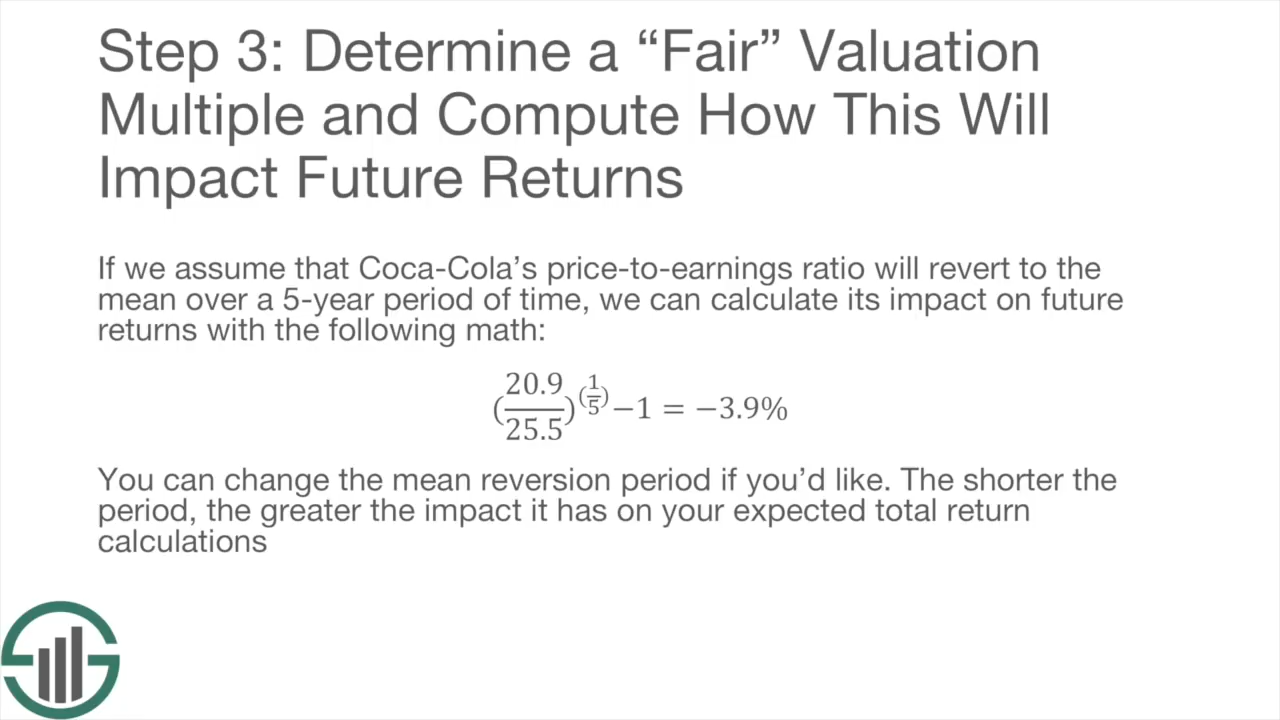 Step 3: Determine a “Fair” Valuation
Multiple and Compute How This Will
Impact Future Returns
If we assume that Coca-Cola’s price-to-earnings ratio will revert to the
mean over a 5-year period of time, we can calculate its impact on future
returns with the following math:
(20.9/25.5)^(1/5) −1 = −3.9%
You can change the mean reversion period if you’d like. The shorter the
period, the greater the impact it has on your expected total return
calculations